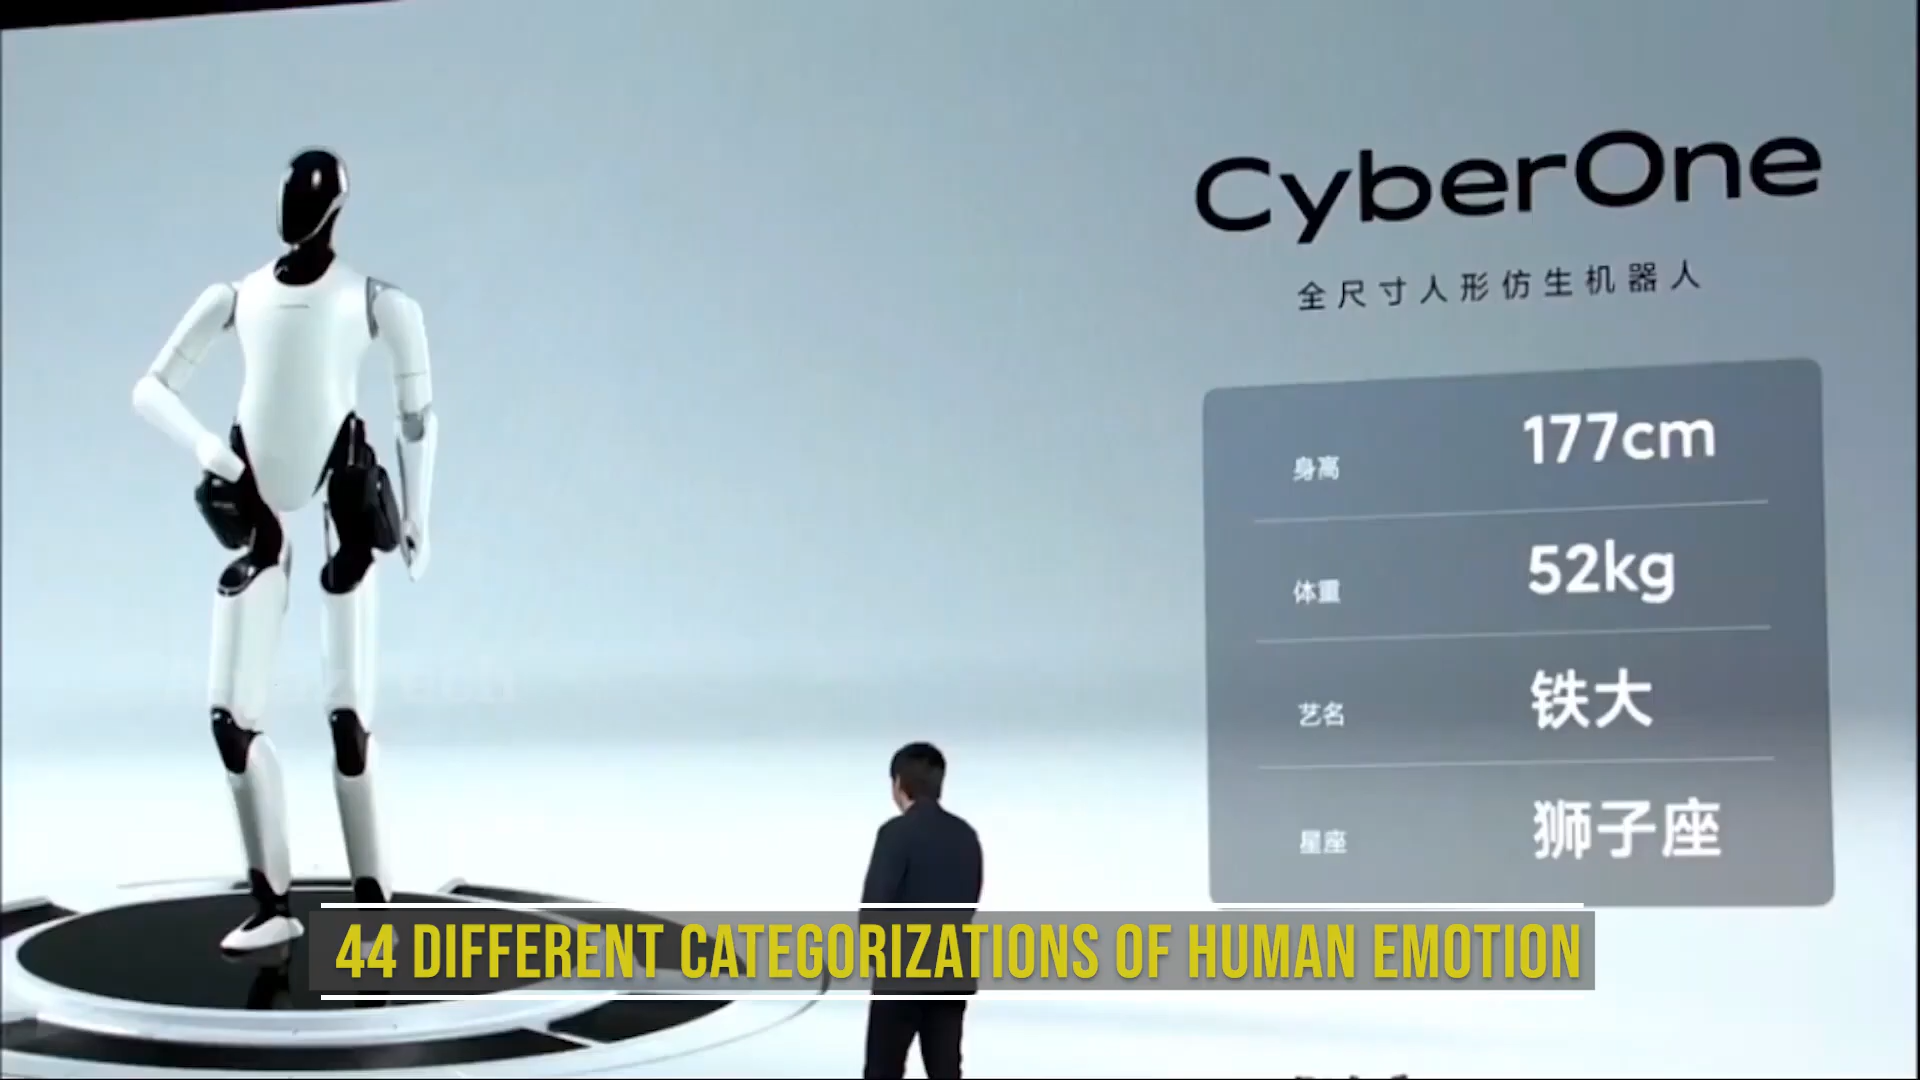 CyberOne
全尺寸人形仿生机器人
身高 177cm
体重 52kg
艺名 铁大
星座 狮子座
44 DIFFERENT CATEGORIZATIONS OF HUMAN EMOTION